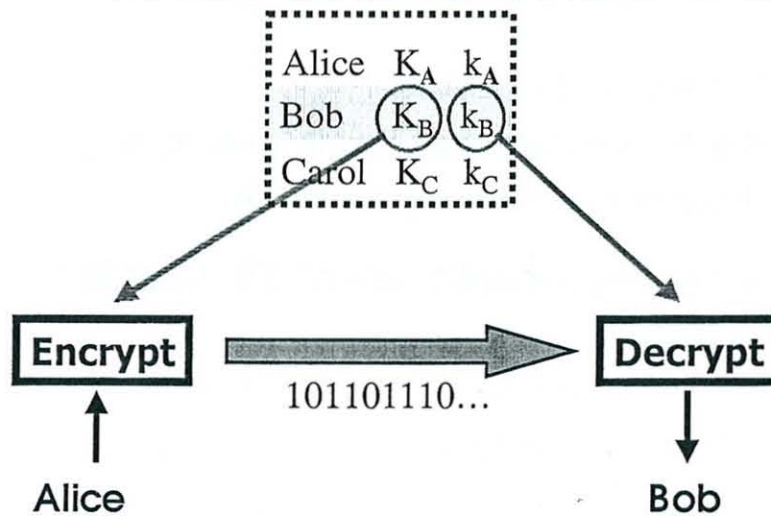 Alice K_A k_A
Bob K_B k_B
Carol K_C k_C
Encrypt Decrypt
101101110...
Alice Bob